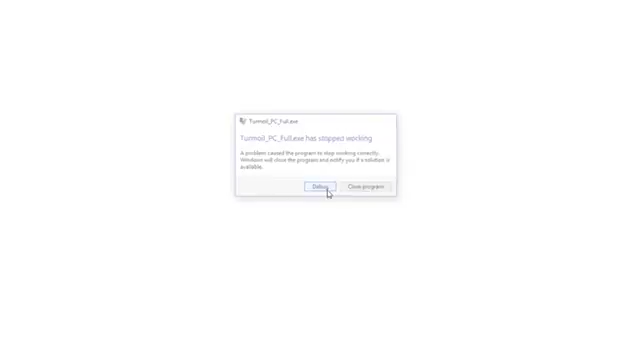 Turmoil_PC_Full.exe
Turmoil_PC_Full.exe has stopped working
A problem caused the program to stop working correctly.
Windows will close the program and notify you if a solution is
available.
Debug
Close program